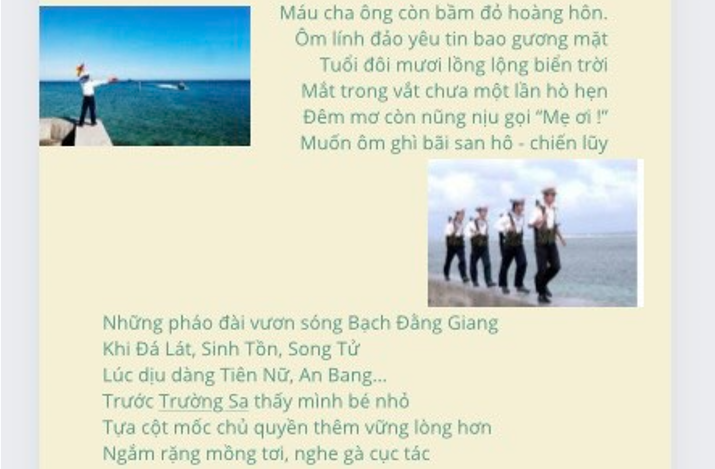 Máu cha ông còn bầm đỏ hoàng hôn.
Ôm lính đảo yêu tin bao gương mặt
Tuổi đôi mươi lồng lộng biển trời
Mắt trong vắt chưa một lần hò hẹn
Đêm mơ còn nũng nịu gọi “Mẹ ơi !”
Muốn ôm ghì bãi san hô - chiến lũy
Những pháo đài vươn sóng Bạch Đằng Giang
Khi Đá Lát, Sinh Tồn, Song Tử
Lúc dịu dàng Tiên Nữ, An Bang...
Trước Trường Sa thấy mình bé nhỏ
Tựa cột mốc chủ quyền thêm vững lòng hơn
Ngắm rặng mồng tơi, nghe gà cục tác